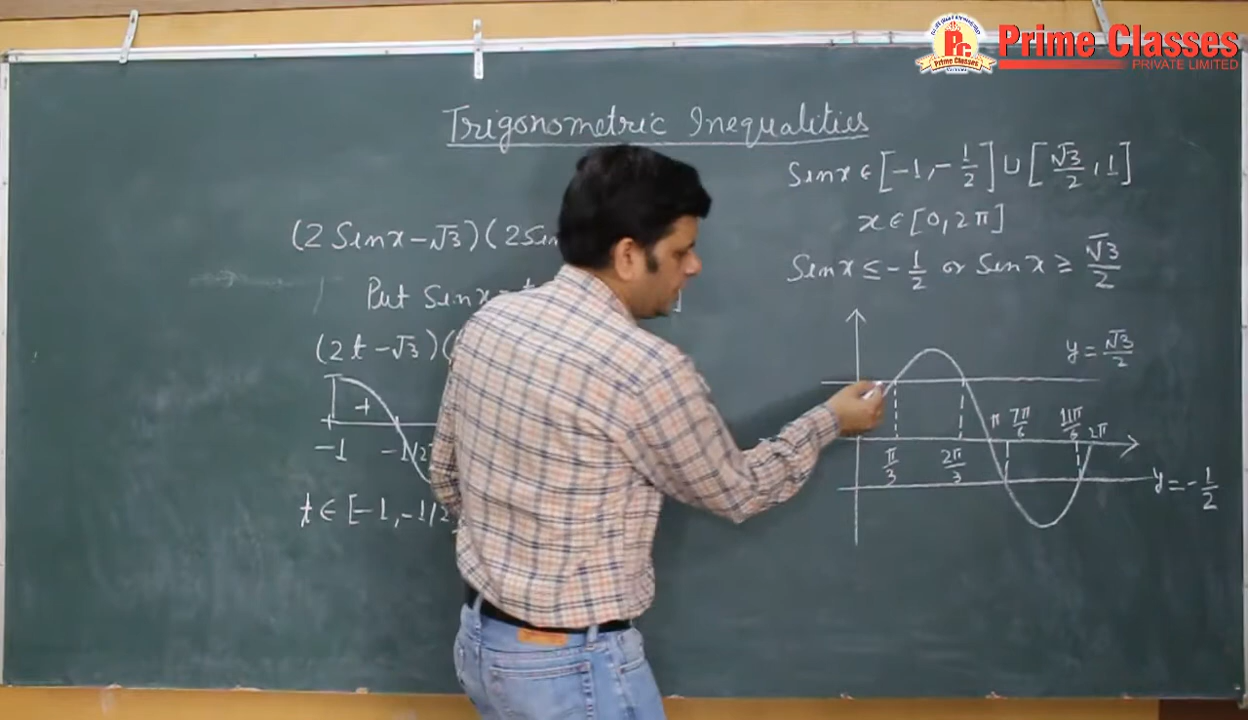 Prime Classes
PRIVATE LIMITED
Prime Classes
Trigonometric Inequalities
(2 Sinx - √3)(2Sin
Put Sinx =
(2t - √3)(
+
-1 -1/2
t ∈ [-1, -1/2
Sinx ∈ [-1, -1/2] ∪ [√3/2, 1]
x ∈ [0, 2π]
Sinx ≤ -1/2 or Sinx ≥ √3/2
y = √3/2
π 7π/6 11π/6 2π
π/3 2π/3
y = -1/2